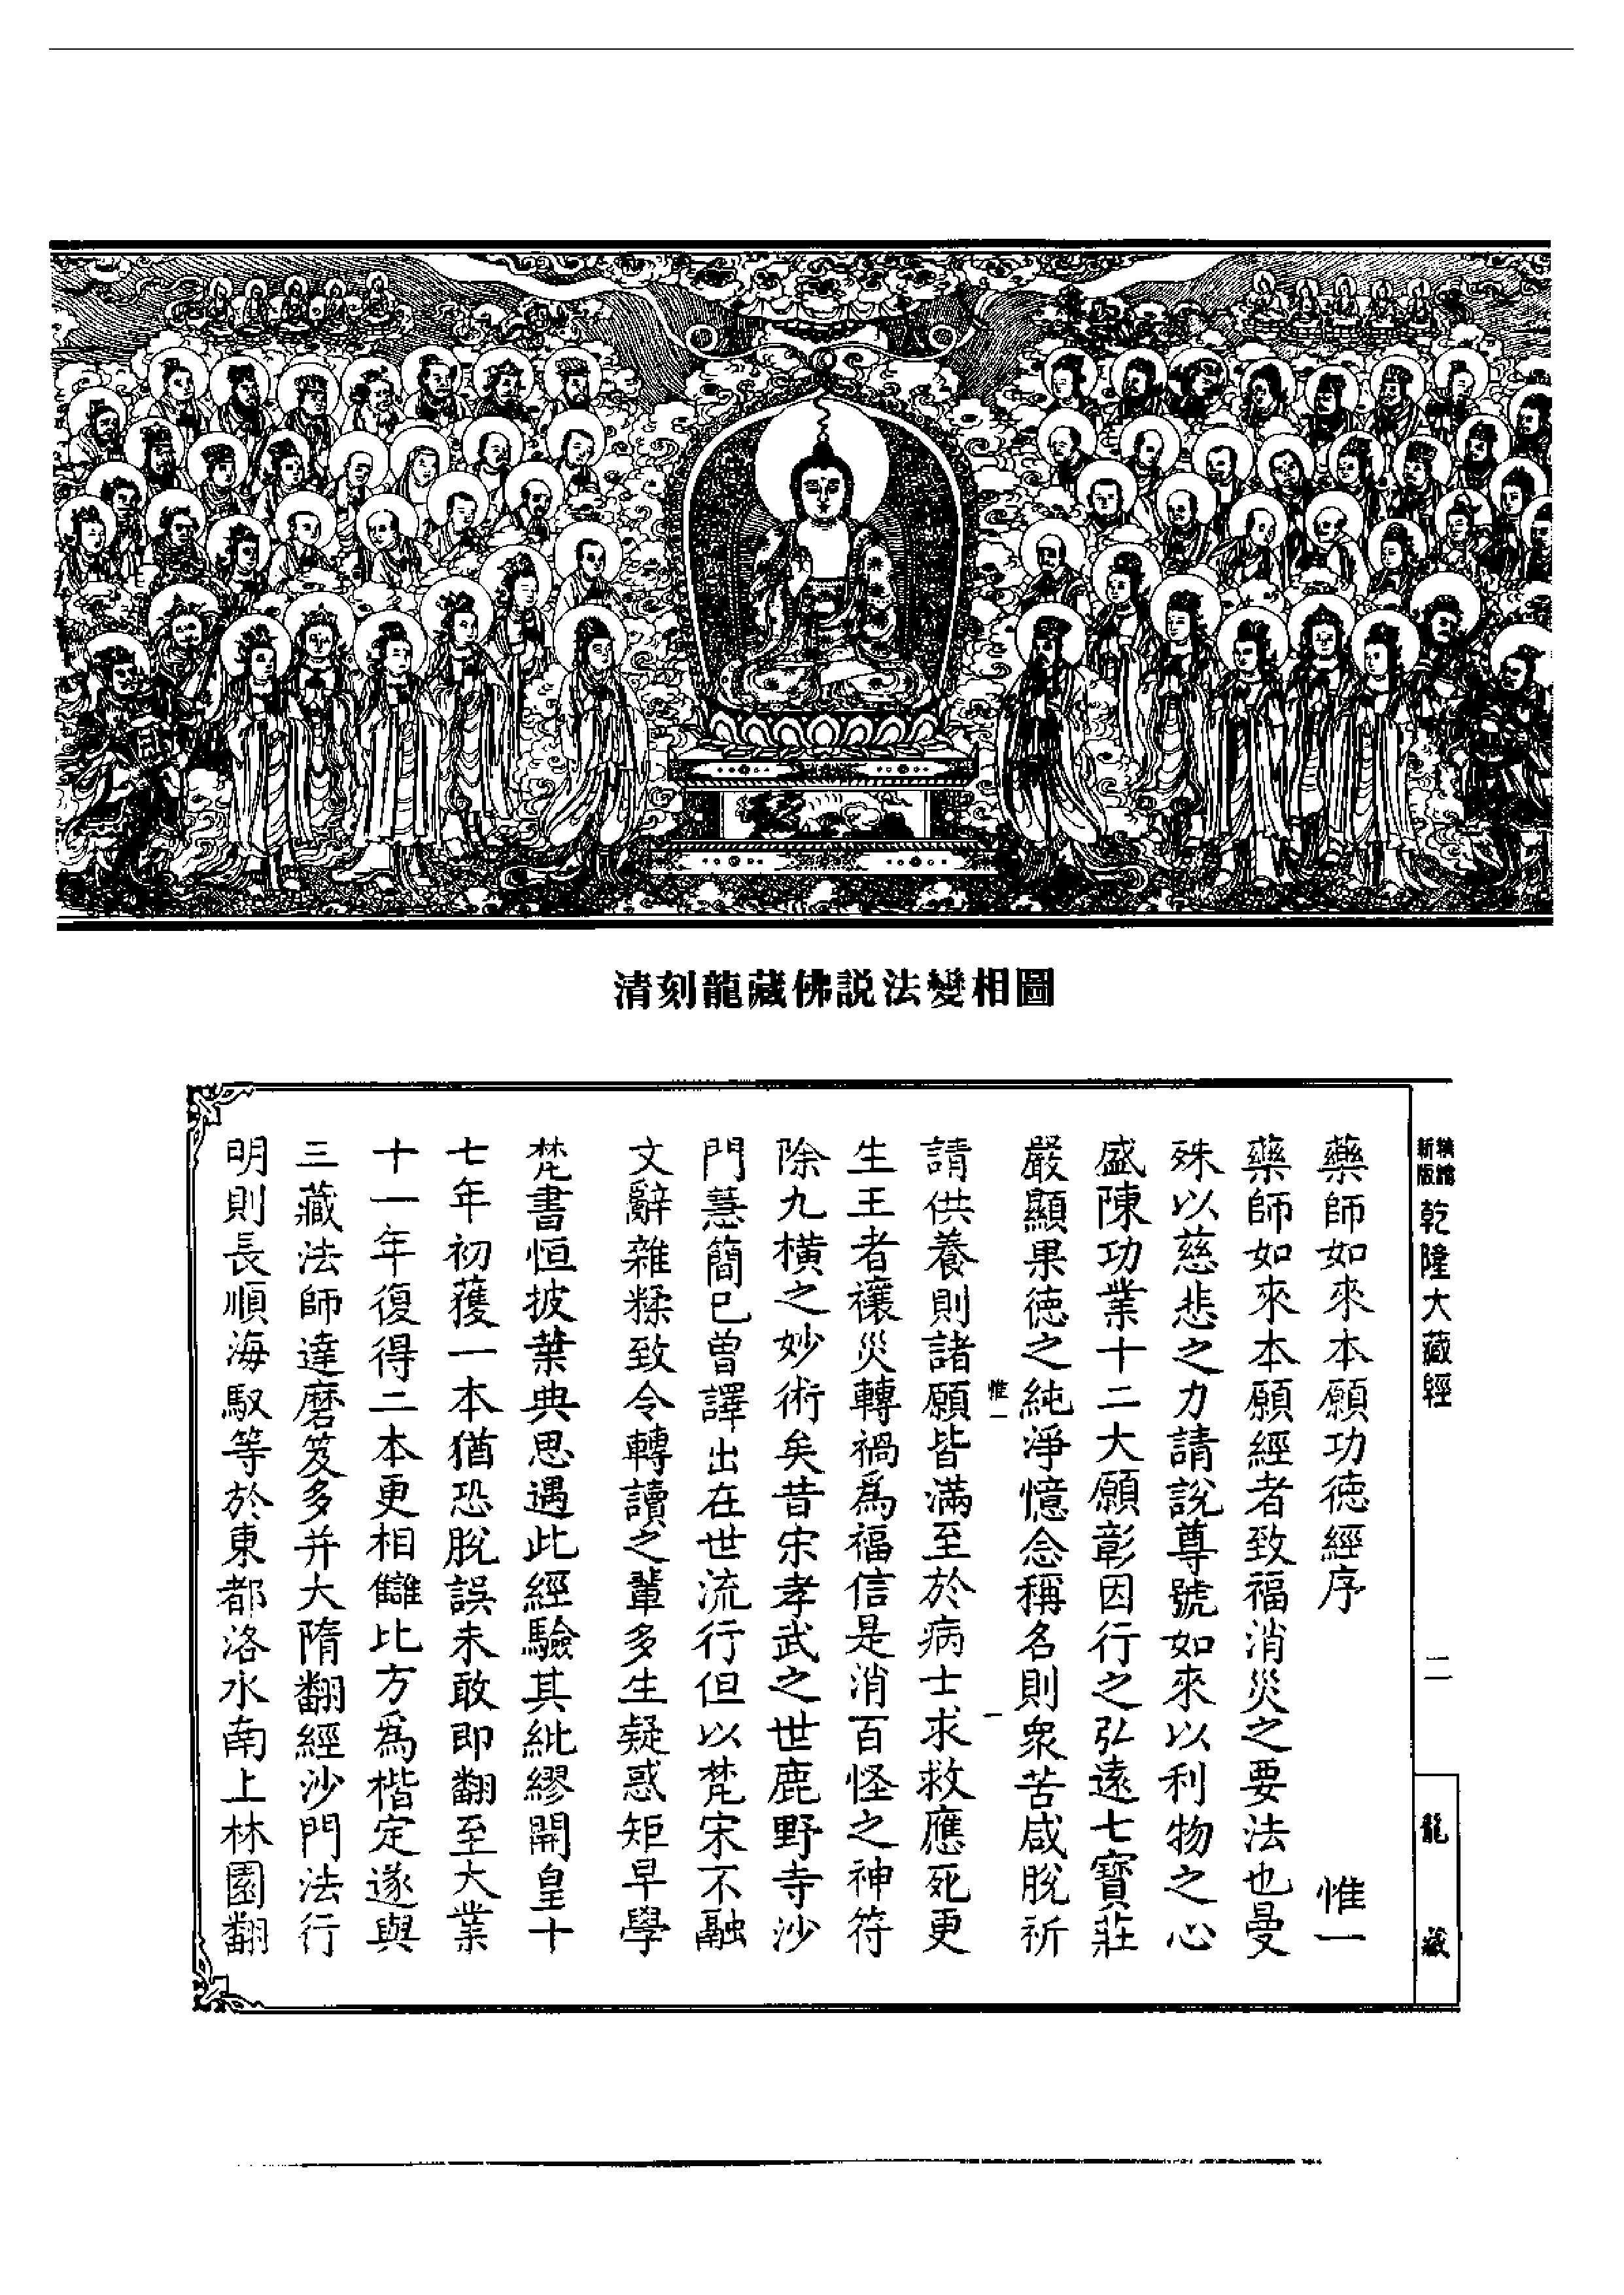 清刻龍藏佛説法變相圖
新版
精縮
乾隆大藏經
二
龍藏
藥師如來本願功德經序 惟一
藥師如來本願經者致福消災之要法也曼
殊以慈悲之力請説尊號如來以利物之心
盛陳功業十二大願彰因行之弘遠七寶莊
嚴顯果德之純淨憶念稱名則衆苦咸脫祈
惟一 一
請供養則諸願皆滿至於病士求救應死更
生王者禳災轉禍爲福信是消百怪之神符
除九橫之妙術矣昔宋孝武之世鹿野寺沙
門慧簡已曾譯出在世流行但以梵宋不融
文辭雜糅致令轉讀之輩多生疑惑矩早學
梵書恒披葉典思遇此經驗其紕繆開皇十
七年初獲一本猶恐脫誤未敢即翻至大業
十一年復得二本更相讎比方爲楷定遂與
三藏法師達磨笈多并大隋翻經沙門法行
明則長順海馭等於東都洛水南上林園翻